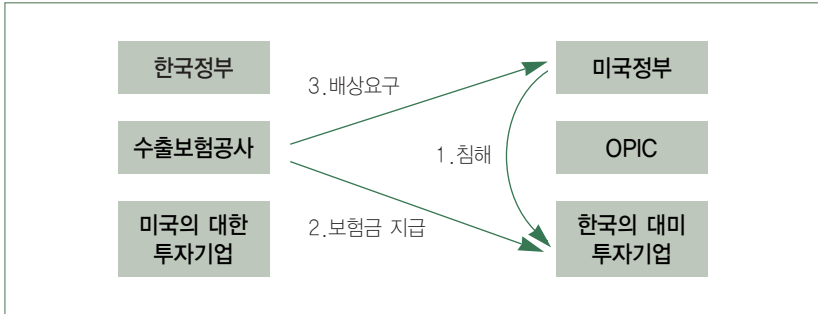 한국정부
미국정부
3.배상요구
수출보험공사
1.침해
OPIC
미국의 대한
투자기업
2.보험금 지급
한국의 대미
투자기업